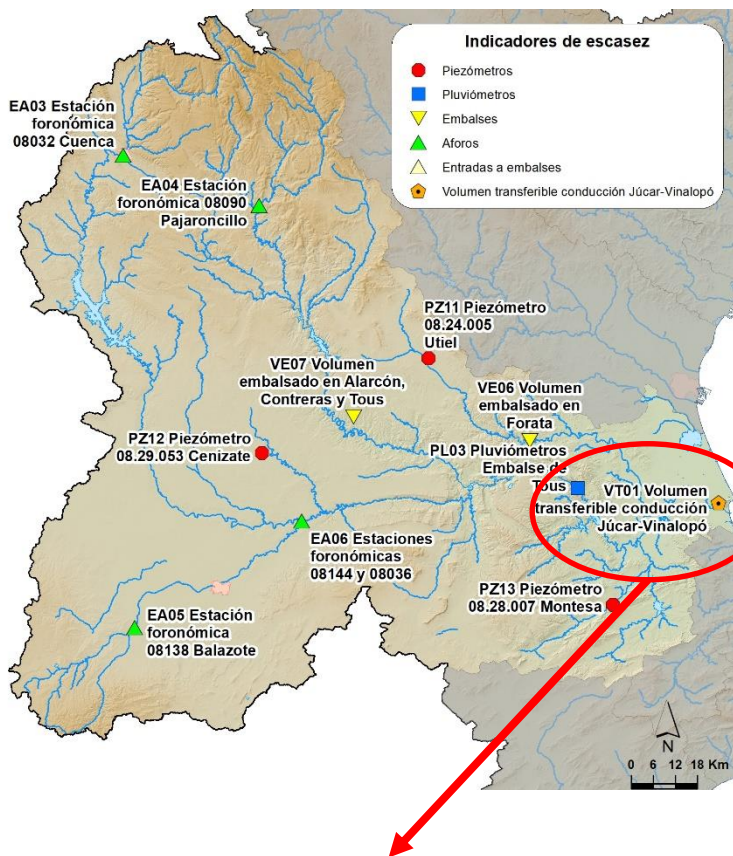 Indicadores de escasez
Piezómetros
Pluviómetros
Embalses
Aforos
Entradas a embalses
Volumen transferible conducción Júcar-Vinalopó
EA03 Estación
foronómica
08032 Cuenca
EA04 Estación
foronómica 08090
Pajaroncillo
PZ11 Piezómetro
08.24.005
Utiel
VE07 Volumen
embalsado en Alarcón,
Contreras y Tous
VE06 Volumen
embalsado en
Forata
PZ12 Piezómetro
08.29.053 Cenizate
PL03 Pluviómetros
Embalse de
Tous
VT01 Volumen
transferible conducción
Júcar-Vinalopó
EA06 Estaciones
foronómicas
08144 y 08036
PZ13 Piezómetro
08.28.007 Montesa
EA05 Estación
foronómica
08138 Balazote
N
0 6 12 18 Km